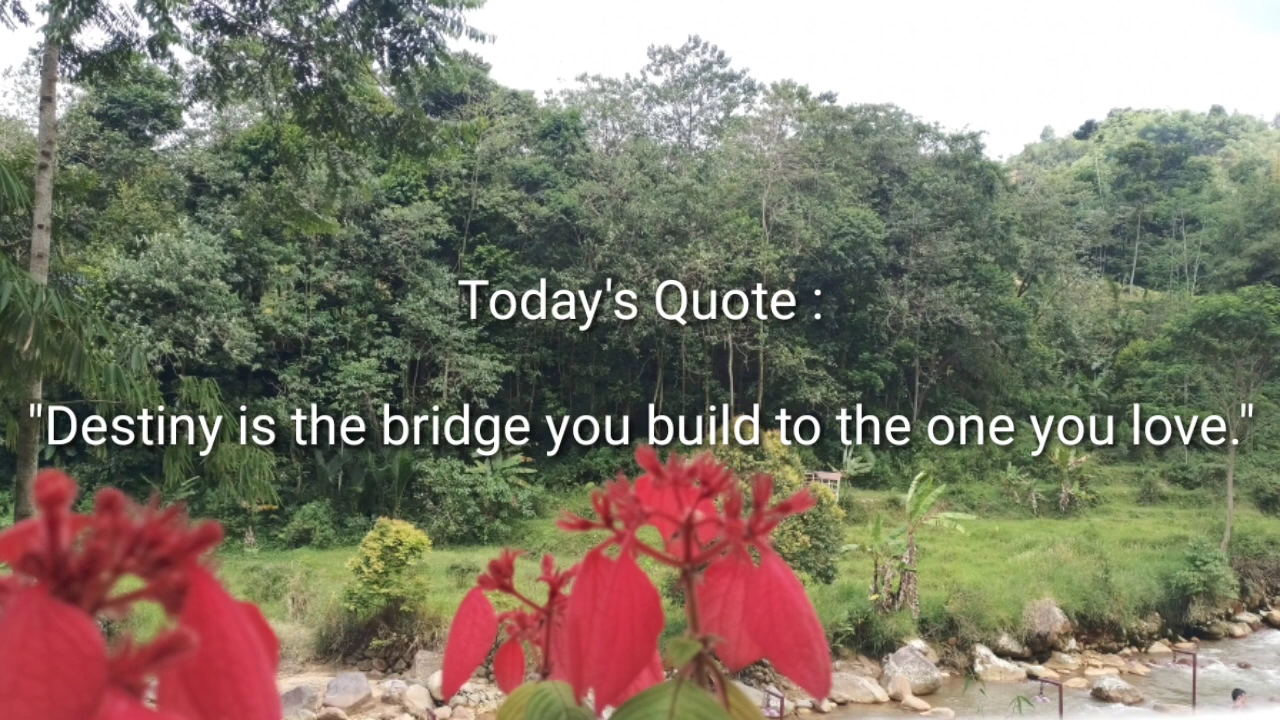 Today's Quote :
"Destiny is the bridge you build to the one you love."